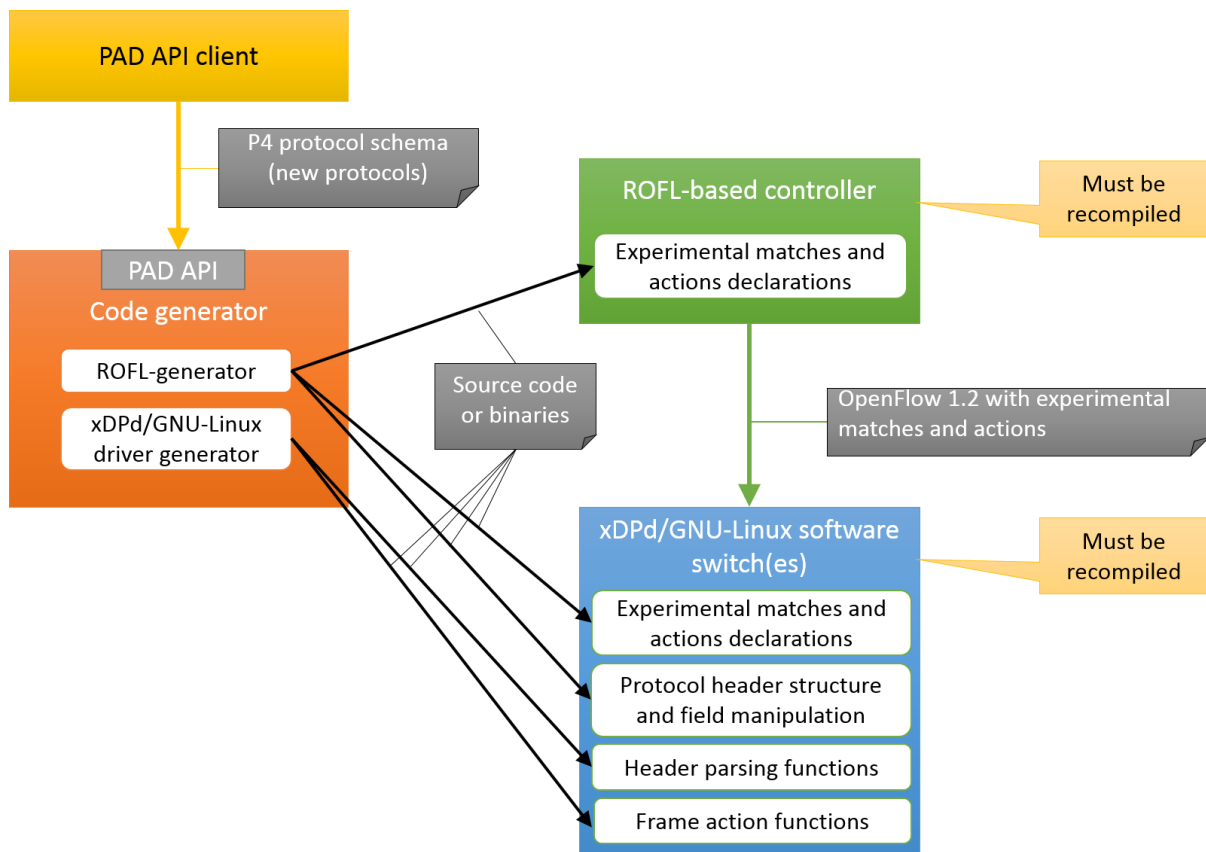 PAD API client
P4 protocol schema
(new protocols)
ROFL-based controller
Must be
recompiled
Experimental matches and
actions declarations
PAD API
Code generator
ROFL-generator
xDPd/GNU-Linux
driver generator
Source code
or binaries
OpenFlow 1.2 with experimental
matches and actions
xDPd/GNU-Linux software
switch(es)
Must be
recompiled
Experimental matches and
actions declarations
Protocol header structure
and field manipulation
Header parsing functions
Frame action functions